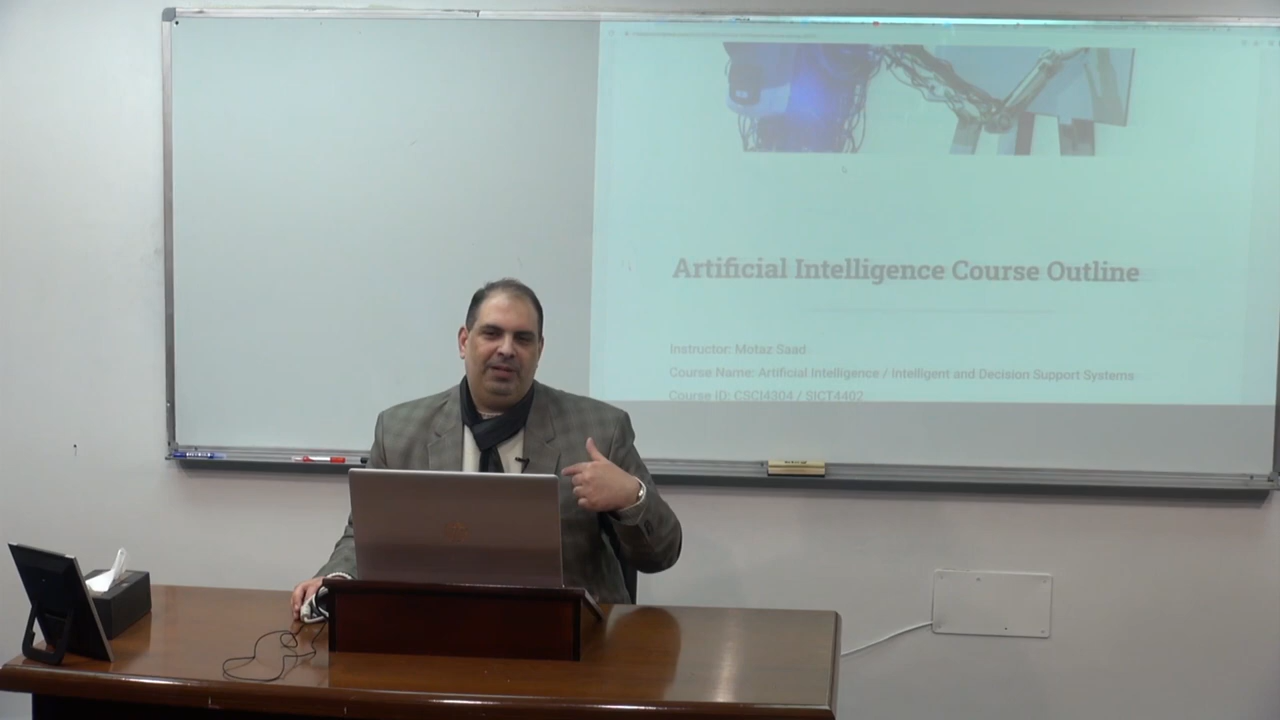 Artificial Intelligence Course Outline
Instructor: Motaz Saad
Course Name: Artificial Intelligence / Intelligent and Decision Support Systems
Course ID: CSCI4304 / SICT4402